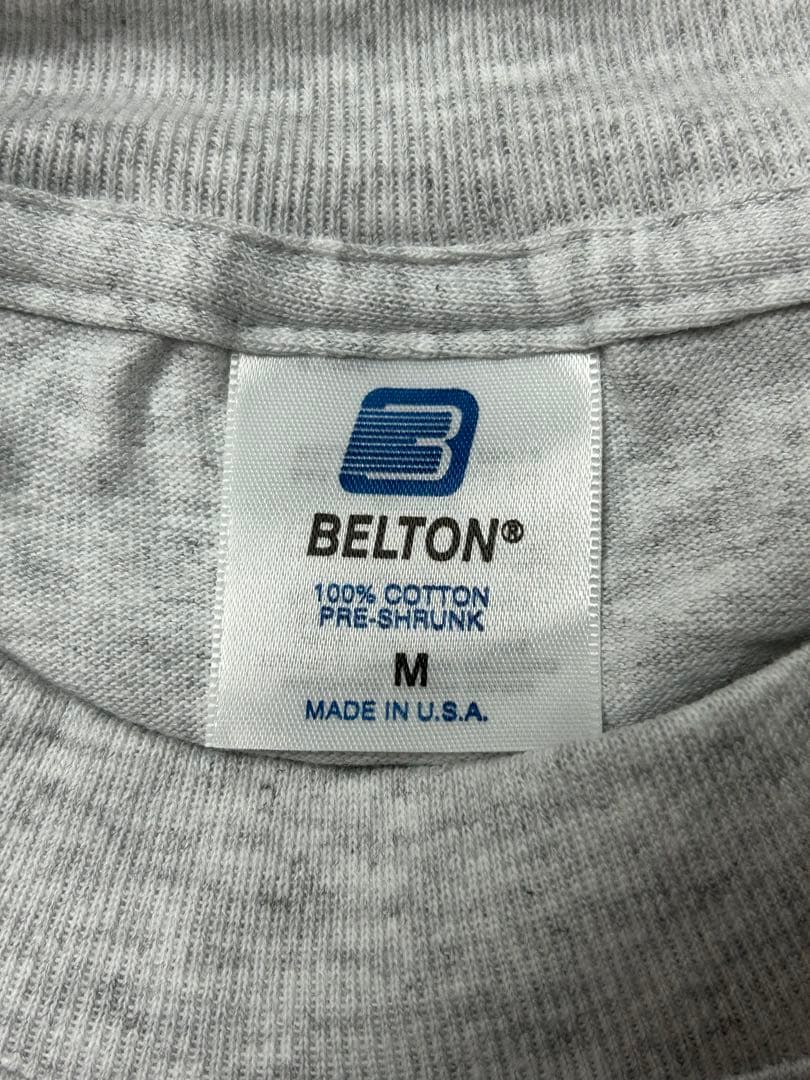 BELTON®
100% COTTON
PRE-SHRUNK
M
MADE IN U.S.A.